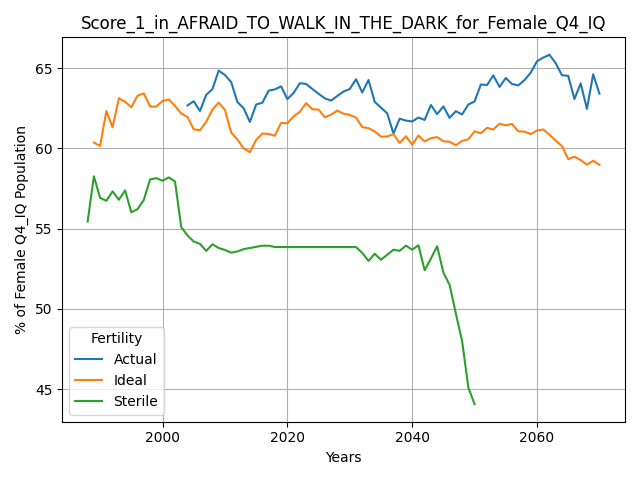 Score_1_in_AFRAID_TO_WALK_IN_THE_DARK_for_Female_Q4_IQ
% of Female Q4_IQ Population
65
60
55
50
45
Fertility
Actual
Ideal
Sterile
2000
2020
2040
2060
Years